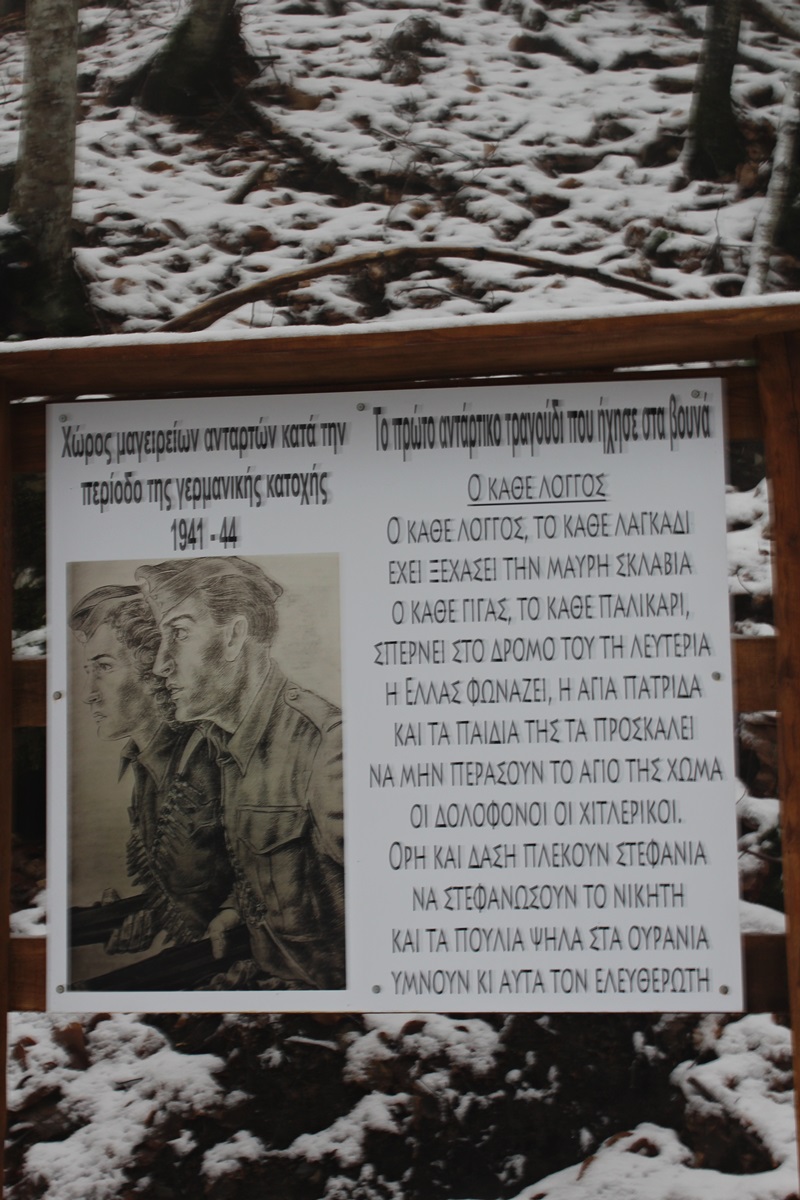 Χώρος μαγειρείων ανταρτών κατά την
περίοδο της γερμανικής κατοχής
1941 - 44
Το πρώτο αντάρτικο τραγούδι που ήχησε στα βουνά
Ο ΚΑΘΕ ΛΟΓΓΟΣ
Ο ΚΑΘΕ ΛΟΓΓΟΣ, ΤΟ ΚΑΘΕ ΛΑΓΚΑΔΙ
ΕΧΕΙ ΞΕΧΑΣΕΙ ΤΗΝ ΜΑΥΡΗ ΣΚΛΑΒΙΑ
Ο ΚΑΘΕ ΓΙΓΑΣ, ΤΟ ΚΑΘΕ ΠΑΛΙΚΑΡΙ,
ΣΠΕΡΝΕΙ ΣΤΟ ΔΡΟΜΟ ΤΟΥ ΤΗ ΛΕΥΤΕΡΙΑ
Η ΕΛΛΑΣ ΦΩΝΑΖΕΙ, Η ΑΓΙΑ ΠΑΤΡΙΔΑ
ΚΑΙ ΤΑ ΠΑΙΔΙΑ ΤΗΣ ΤΑ ΠΡΟΣΚΑΛΕΙ
ΝΑ ΜΗΝ ΠΕΡΑΣΟΥΝ ΤΟ ΑΓΙΟ ΤΗΣ ΧΩΜΑ
ΟΙ ΔΟΛΟΦΟΝΟΙ ΟΙ ΧΙΤΛΕΡΙΚΟΙ.
ΟΡΗ ΚΑΙ ΔΑΣΗ ΠΛΕΚΟΥΝ ΣΤΕΦΑΝΙΑ
ΝΑ ΣΤΕΦΑΝΩΣΟΥΝ ΤΟ ΝΙΚΗΤΗ
ΚΑΙ ΤΑ ΠΟΥΛΙΑ ΨΗΛΑ ΣΤΑ ΟΥΡΑΝΙΑ
ΥΜΝΟΥΝ ΚΙ ΑΥΤΑ ΤΟΝ ΕΛΕΥΘΕΡΩΤΗ